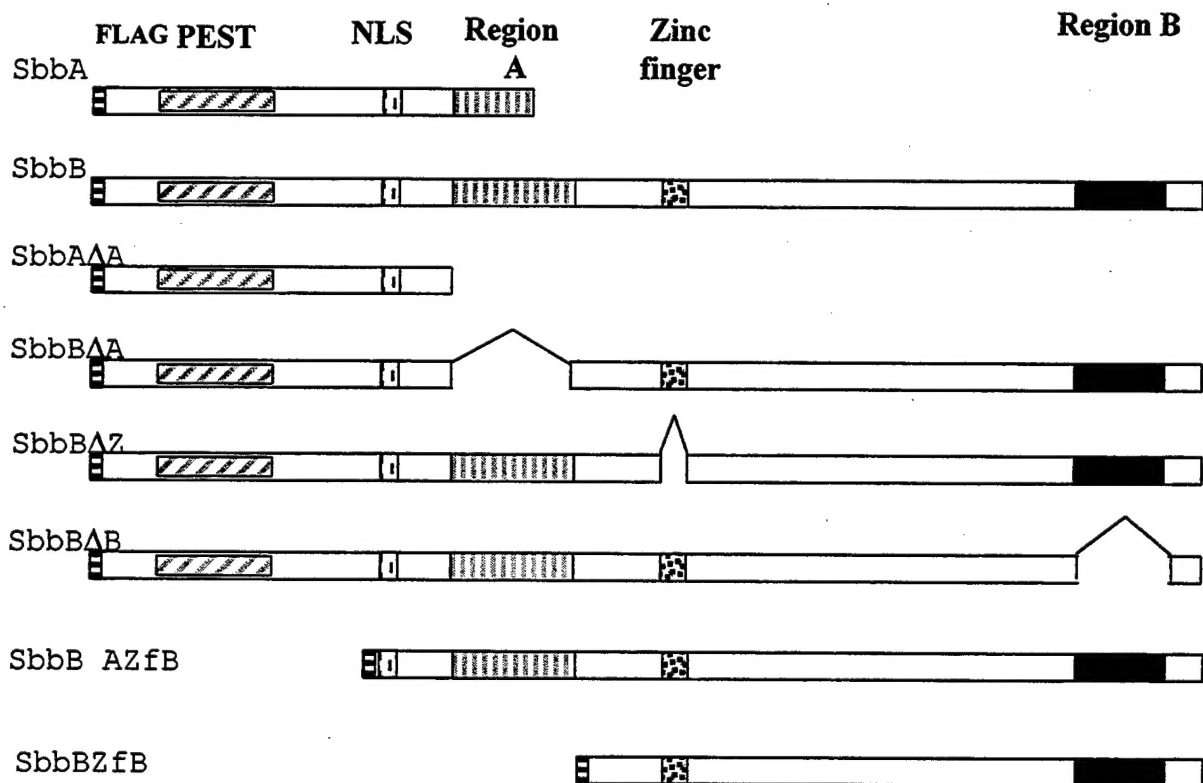 FLAG PEST NLS Region A Zinc finger Region B
SbbA
SbbB
SbbAΔA
SbbBΔA
SbbBΔZ
SbbBΔB
SbbB AZfB
SbbBZfB